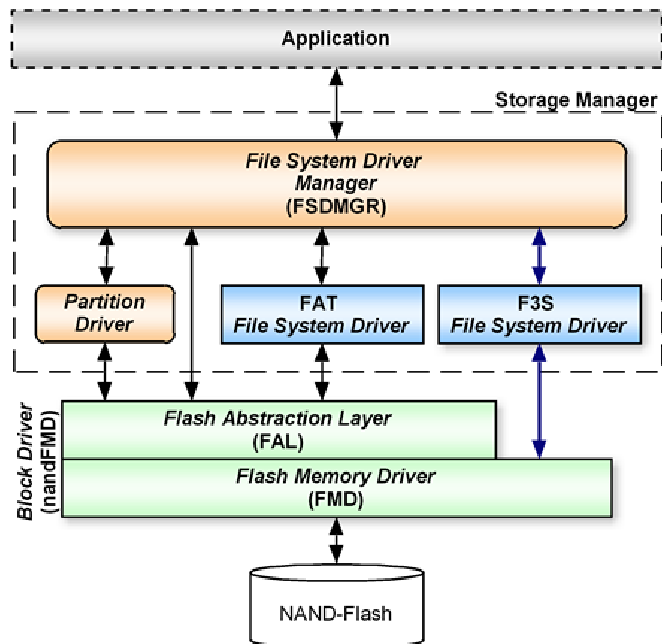 Application
Storage Manager
File System Driver
Manager
(FSDMGR)
Partition
Driver
FAT
File System Driver
F3S
File System Driver
Block Driver
(nandFMD)
Flash Abstraction Layer
(FAL)
Flash Memory Driver
(FMD)
NAND-Flash